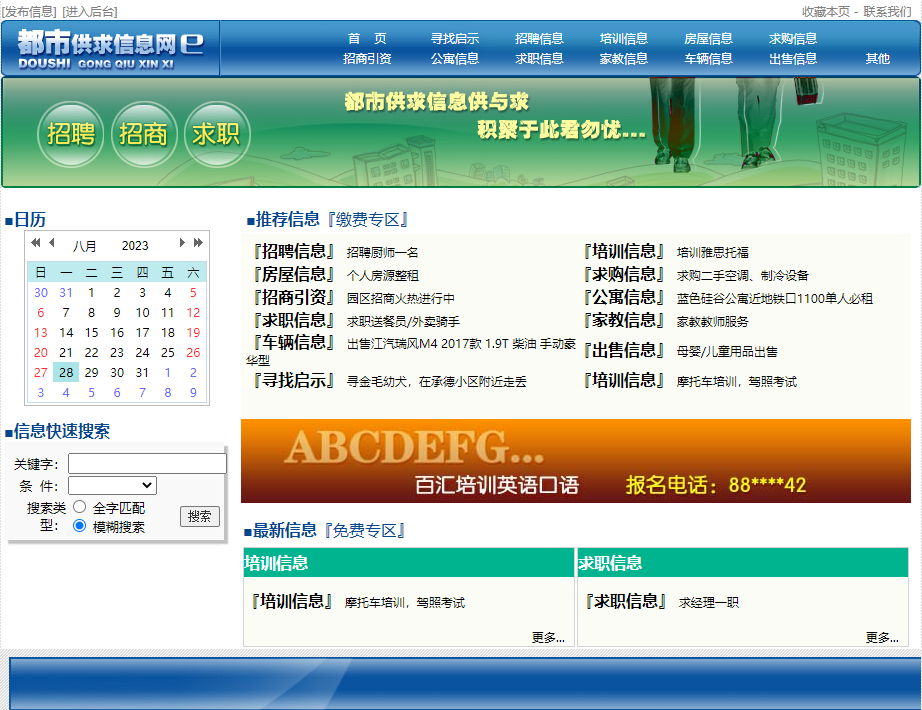 [发布信息] [进入后台]
收藏本页 - 联系我们
都市供求信息网e
DOUSHI GONG QIU XIN XI
首 页 寻找启示 招聘信息 培训信息 房屋信息 求购信息
招商引资 公寓信息 求职信息 家教信息 车辆信息 出售信息 其他
招聘 招商 求职
都市供求信息供与求
积聚于此君勿忧...
■日历
八月 2023
日 一 二 三 四 五 六
30 31 1 2 3 4 5
6 7 8 9 10 11 12
13 14 15 16 17 18 19
20 21 22 23 24 25 26
27 28 29 30 31 1 2
3 4 5 6 7 8 9
■信息快速搜索
关键字：
条 件：
搜索类型： 全字匹配
模糊搜索
搜索
■推荐信息『缴费专区』
『招聘信息』 招聘厨师一名
『培训信息』 培训雅思托福
『房屋信息』 个人房源整租
『求购信息』 求购二手空调、制冷设备
『招商引资』 园区招商火热进行中
『公寓信息』 蓝色硅谷公寓近地铁口1100单人必租
『求职信息』 求职送餐员/外卖骑手
『家教信息』 家教教师服务
『车辆信息』 出售江汽瑞风M4 2017款 1.9T 柴油 手动豪
华型
『出售信息』 母婴/儿童用品出售
『寻找启示』 寻金毛幼犬，在承德小区附近走丢
『培训信息』 摩托车培训，驾照考试
ABCDEFG...
百汇培训英语口语 报名电话：88****42
■最新信息『免费专区』
培训信息
『培训信息』 摩托车培训，驾照考试
更多...
求职信息
『求职信息』 求经理一职
更多...